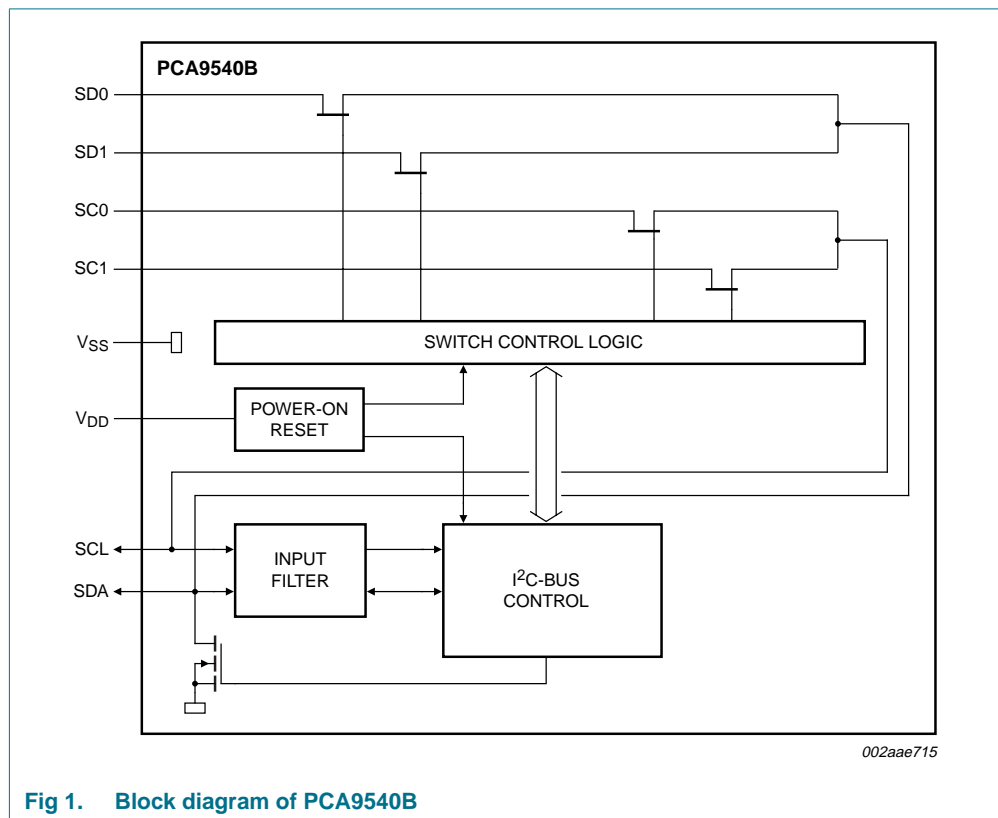 PCA9540B
SD0
SD1
SC0
SC1
VSS
SWITCH CONTROL LOGIC
VDD
POWER-ON
RESET
SCL
SDA
INPUT
FILTER
I²C-BUS
CONTROL
002aae715
Fig 1. Block diagram of PCA9540B